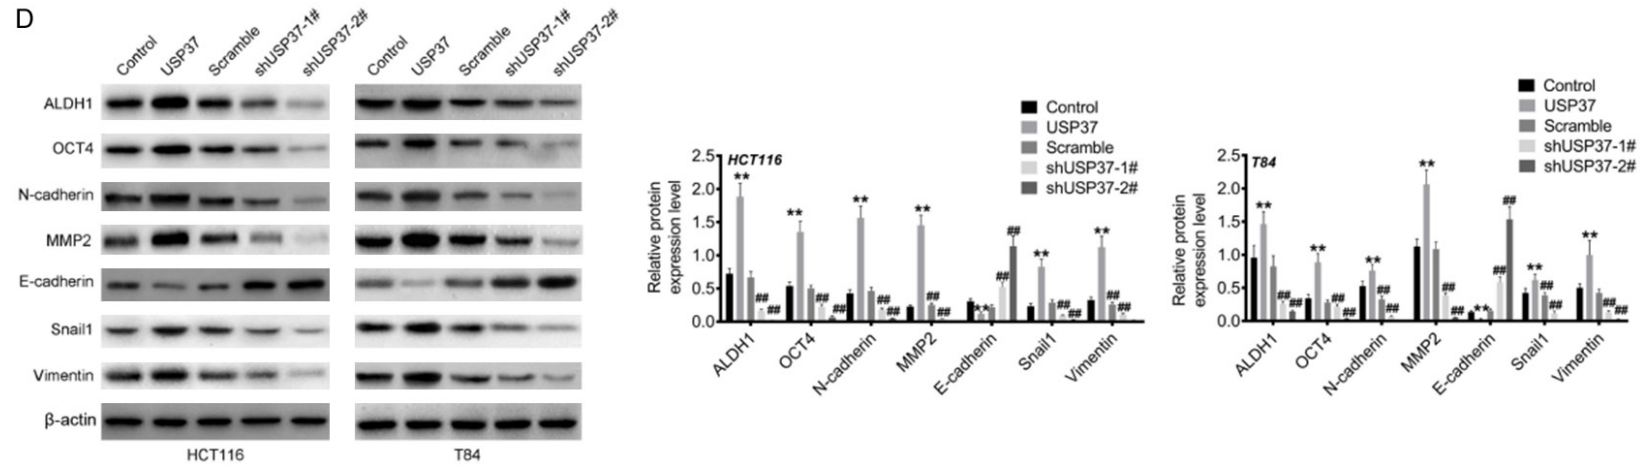 D
Control USP37 Scramble shUSP37-1# shUSP37-2#
Control USP37 Scramble shUSP37-1# shUSP37-2#
ALDH1
OCT4
N-cadherin
MMP2
E-cadherin
Snail1
Vimentin
β-actin
HCT116
T84
Control
USP37
Scramble
shUSP37-1#
shUSP37-2#
HCT116
Relative protein
expression level
2.5
2.0
1.5
1.0
0.5
0.0
** ## ##
** ## ##
** ## ##
** ## ##
** ## ##
** ## ##
** ## ##
ALDH1 OCT4 N-cadherin MMP2 E-cadherin Snail1 Vimentin
Control
USP37
Scramble
shUSP37-1#
shUSP37-2#
T84
Relative protein
expression level
2.5
2.0
1.5
1.0
0.5
0.0
** ## ##
** ## ##
** ## ##
** ## ##
** ## ##
** ## ##
** ## ##
ALDH1 OCT4 N-cadherin MMP2 E-cadherin Snail1 Vimentin